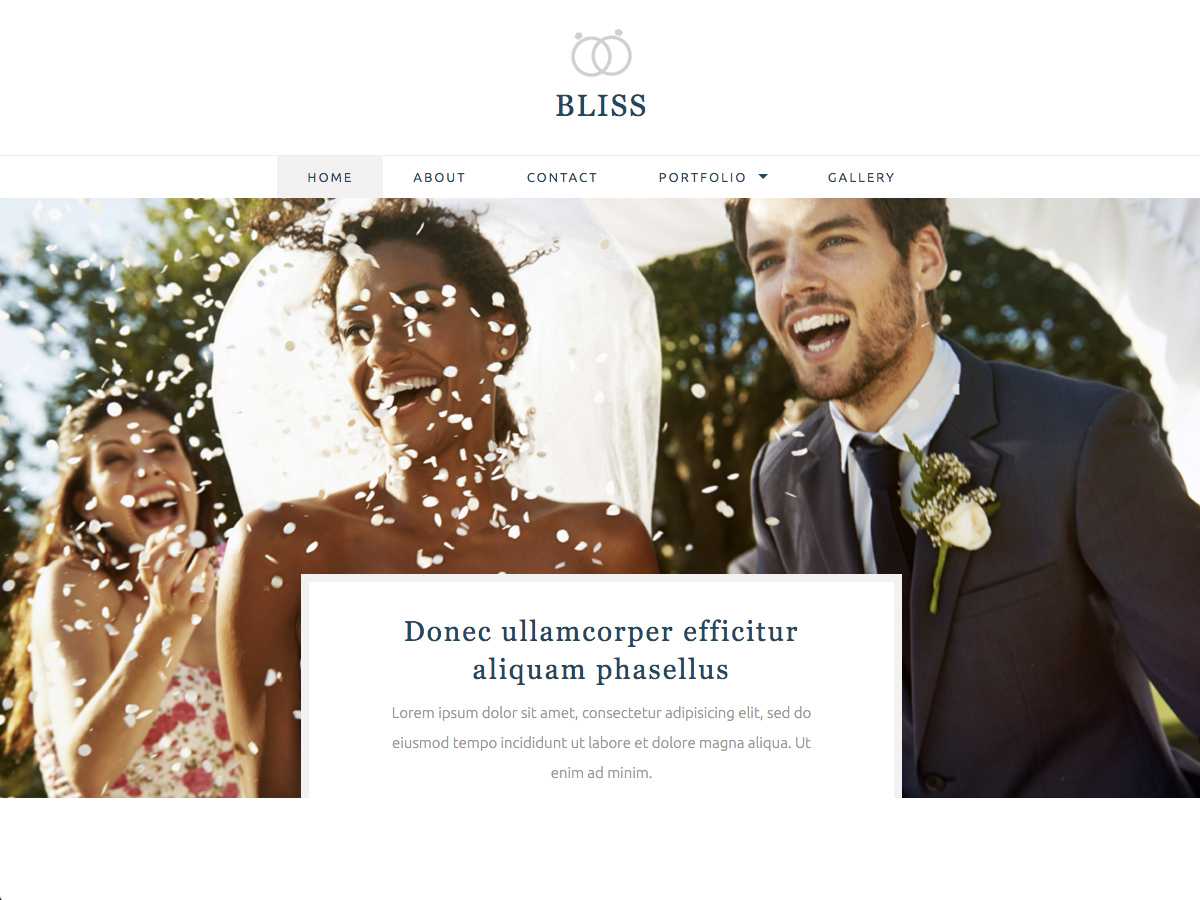 BLISS
HOME ABOUT CONTACT PORTFOLIO GALLERY
Donec ullamcorper efficitur
aliquam phasellus
Lorem ipsum dolor sit amet, consectetur adipisicing elit, sed do
eiusmod tempo incididunt ut labore et dolore magna aliqua. Ut
enim ad minim.